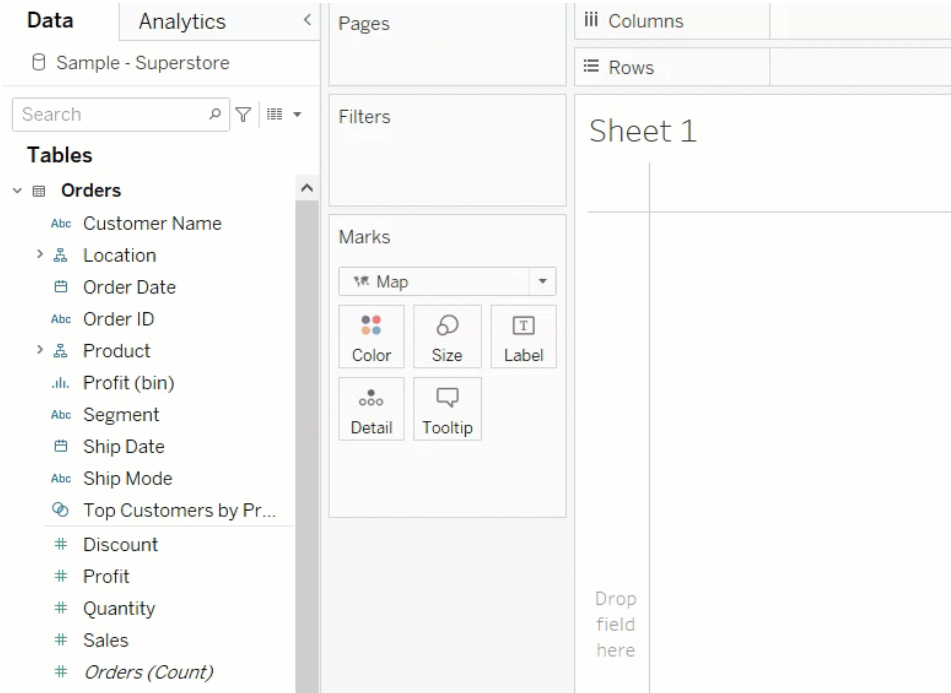 Data
Analytics
Sample - Superstore
Search
Tables
Orders
Abc Customer Name
Location
Order Date
Abc Order ID
Product
Profit (bin)
Abc Segment
Ship Date
Abc Ship Mode
Top Customers by Pr...
# Discount
# Profit
# Quantity
# Sales
# Orders (Count)
Pages
Filters
Marks
Map
Color
Size
T
Label
Detail
Tooltip
Columns
Rows
Sheet 1
Drop
field
here